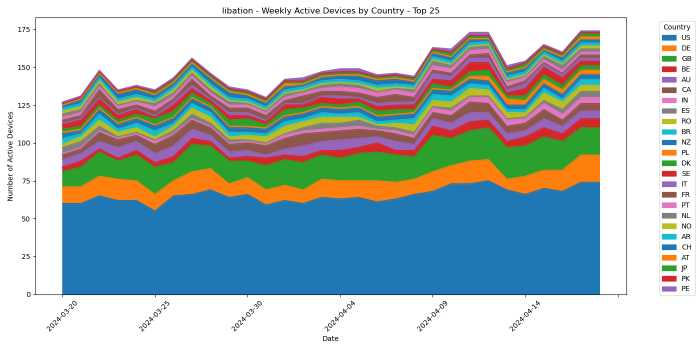 libation - Weekly Active Devices by Country - Top 25
Number of Active Devices
175
150
125
100
75
50
25
0
2024-03-20
2024-03-25
2024-03-30
2024-04-04
2024-04-09
2024-04-14
Date
Country
US
DE
GB
BE
AU
CA
IN
ES
RO
BR
NZ
PL
DK
SE
IT
FR
PT
NL
NO
AR
CH
AT
JP
PK
PE